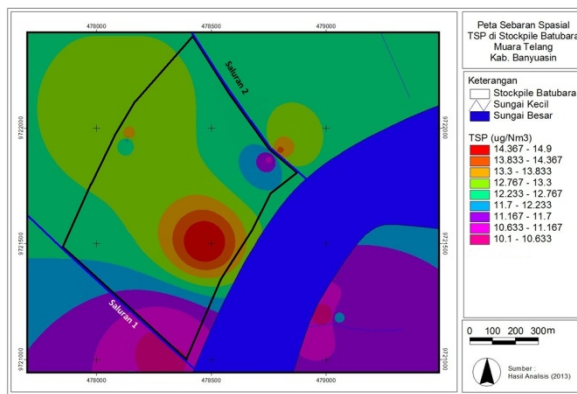 Peta Sebaran Spasial
TSP di Stockpile Batubara
Muara Telang
Kab. Banyuasin
Keterangan
Stockpile Batubara
Sungai Kecil
Sungai Besar
TSP (ug/Nm3)
14.367 - 14.9
13.833 - 14.367
13.3 - 13.833
12.767 - 13.3
12.233 - 12.767
11.7 - 12.233
11.167 - 11.7
10.633 - 11.167
10.1 - 10.633
0 100 200 300m
Sumber :
Hasil Analisis (2013)
478000 478500 479000
9722000 9722000
9721500 9721500
9721000 9721000
478000 478500 479000
Saluran 2
Saluran 1